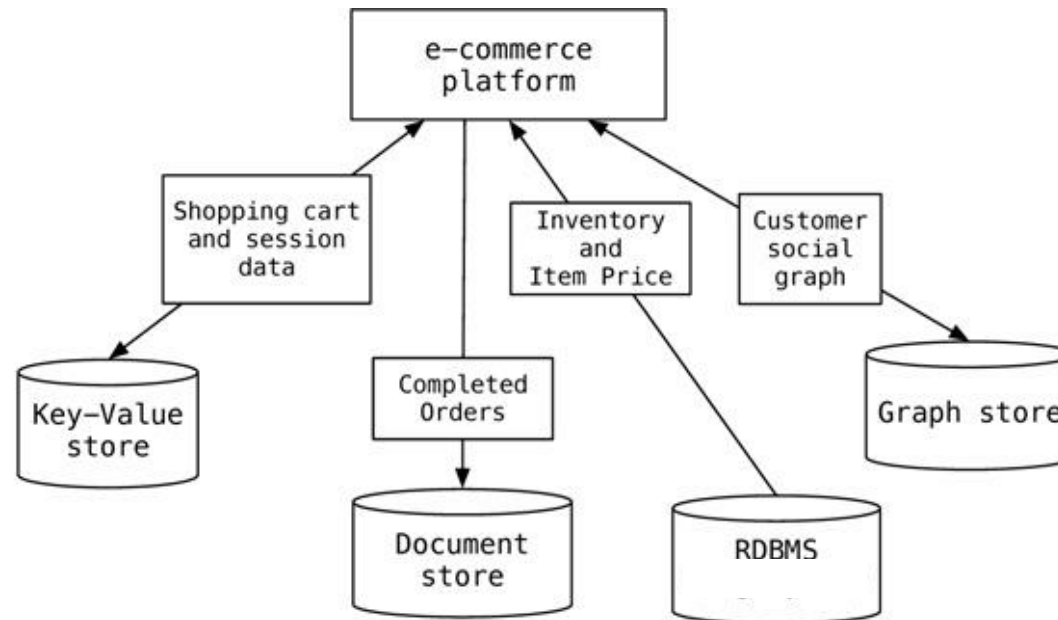 e-commerce
platform
Shopping cart
and session
data
Inventory
and
Item Price
Customer
social
graph
Completed
Orders
Key-Value
store
Graph store
Document
store
RDBMS